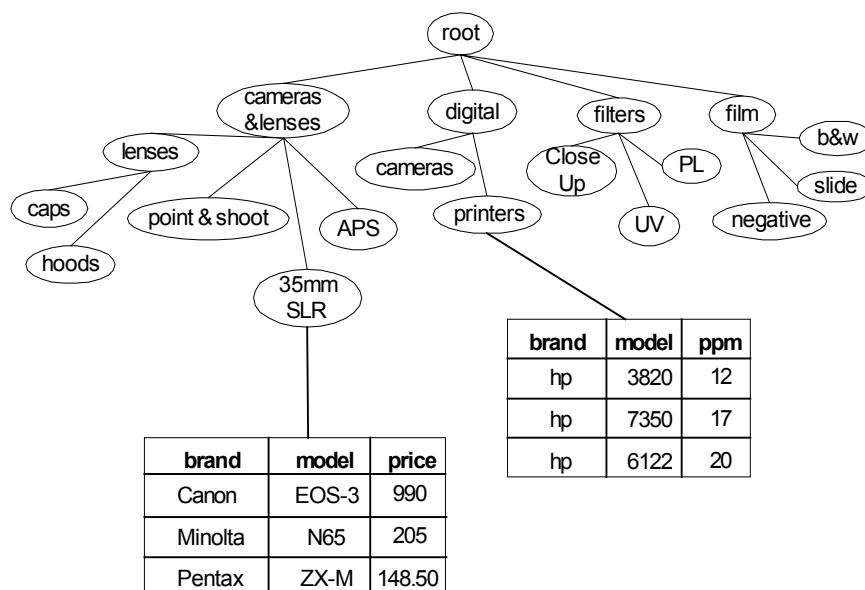 root
cameras
&lenses
digital
filters
film
lenses
cameras
Close
Up
PL
b&w
slide
caps
point & shoot
APS
printers
UV
negative
hoods
35mm
SLR
brand model ppm
hp 3820 12
hp 7350 17
hp 6122 20
brand model price
Canon EOS-3 990
Minolta N65 205
Pentax ZX-M 148.50